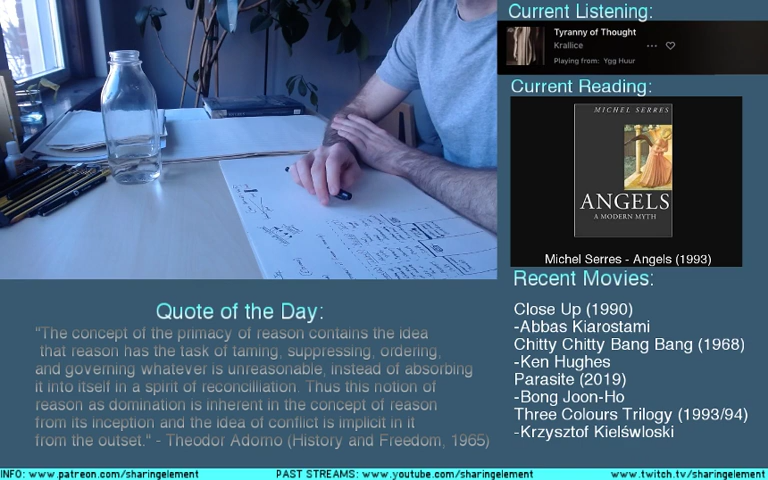 Current Listening:
Tyranny of Thought
Krallice
Playing from: Ygg Huur
Current Reading:
MICHEL SERRES
ANGELS
A MODERN MYTH
Michel Serres - Angels (1993)
Recent Movies:
Close Up (1990)
-Abbas Kiarostami
Chitty Chitty Bang Bang (1968)
-Ken Hughes
Parasite (2019)
-Bong Joon-Ho
Three Colours Trilogy (1993/94)
-Krzysztof Kielśwloski
Quote of the Day:
"The concept of the primacy of reason contains the idea
that reason has the task of taming, suppressing, ordering,
and governing whatever is unreasonable, instead of absorbing
it into itself in a spirit of reconcilliation. Thus this notion of
reason as domination is inherent in the concept of reason
from its inception and the idea of conflict is implicit in it
from the outset." - Theodor Adorno (History and Freedom, 1965)
INFO: www.patreon.com/sharingelement
PAST STREAMS: www.youtube.com/sharingelement
www.twitch.tv/sharingelement